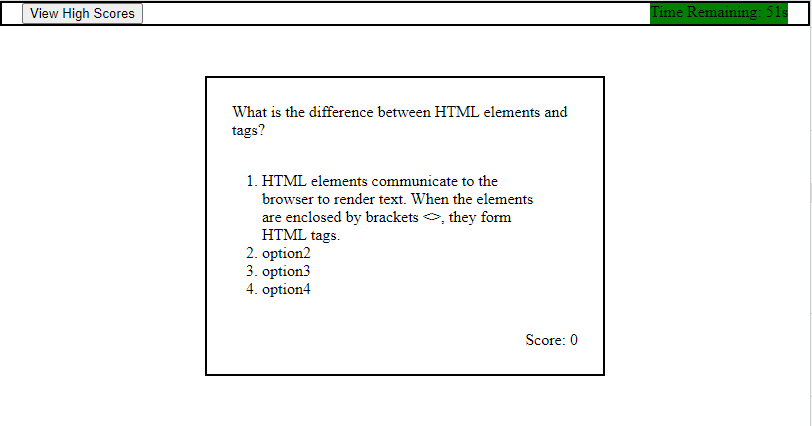 View High Scores
Time Remaining: 51s
What is the difference between HTML elements and
tags?
1. HTML elements communicate to the
browser to render text. When the elements
are enclosed by brackets <>, they form
HTML tags.
2. option2
3. option3
4. option4
Score: 0